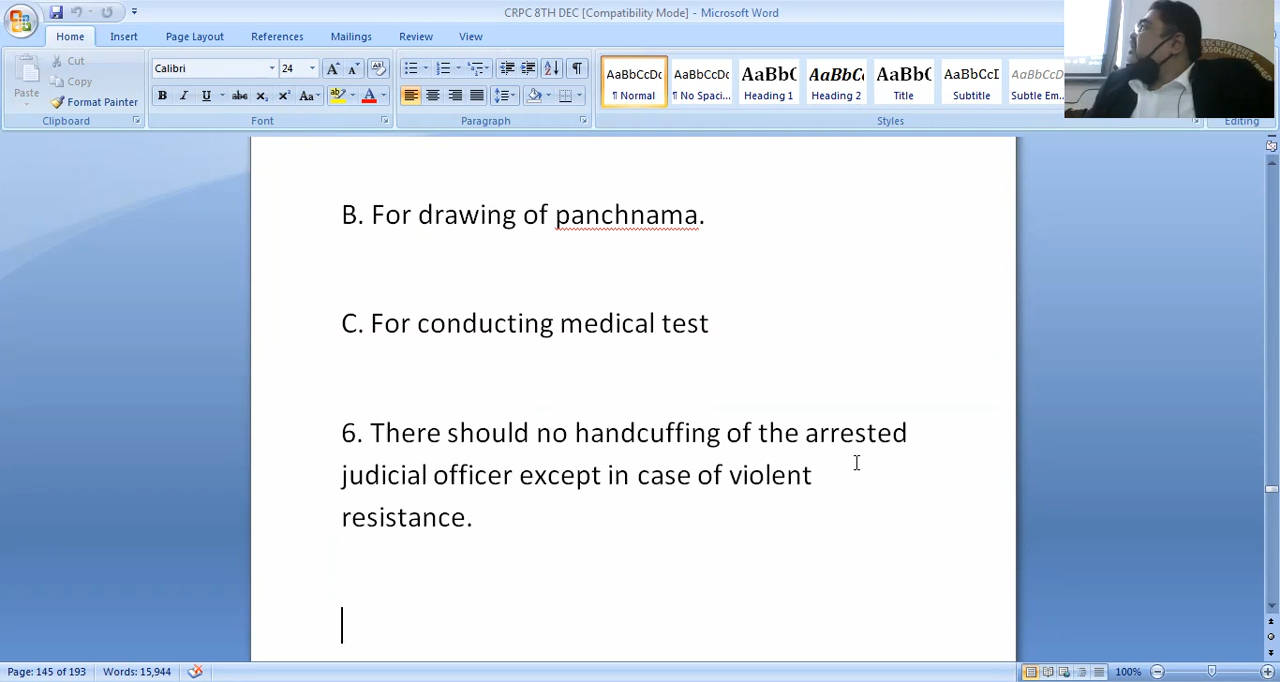 CRPC 8TH DEC [Compatibility Mode] - Microsoft Word
Home Insert Page Layout References Mailings Review View
Paste
Cut
Copy
Format Painter
Clipboard
Calibri 24
Font
Paragraph
AaBbCcDc AaBbCcDc AaBbC AaBbCc AaBbC AaBbCcI AaBbCcD
¶ Normal ¶ No Spaci... Heading 1 Heading 2 Title Subtitle Subtle Em...
Styles
Editing
B. For drawing of panchnama.
C. For conducting medical test
6. There should no handcuffing of the arrested
judicial officer except in case of violent
resistance.
Page: 145 of 193 Words: 15,944 100%